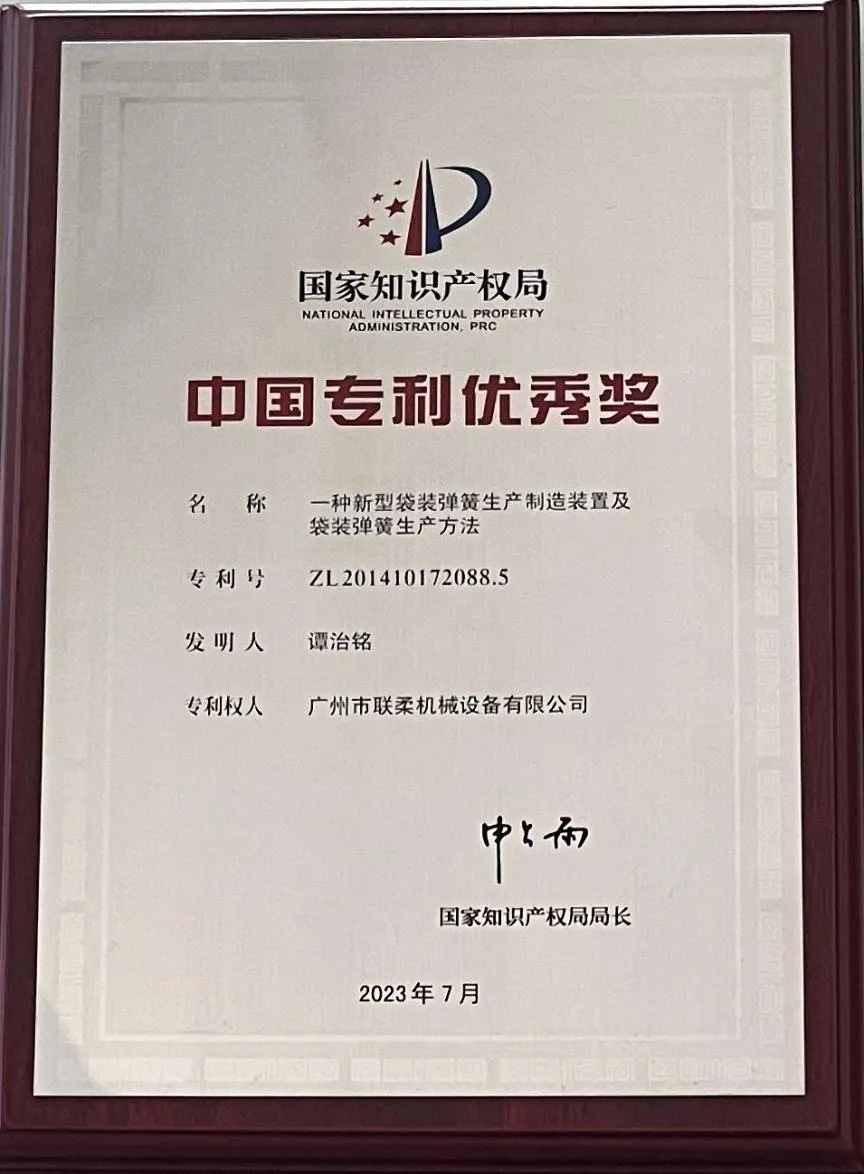 国家知识产权局
NATIONAL INTELLECTUAL PROPERTY
ADMINISTRATION, PRC
中国专利优秀奖
名 称 一种新型袋装弹簧生产制造装置及
袋装弹簧生产方法
专 利 号 ZL201410172088.5
发 明 人 谭治铭
专利权人 广州市联柔机械设备有限公司
申长雨
国家知识产权局局长
2023年7月